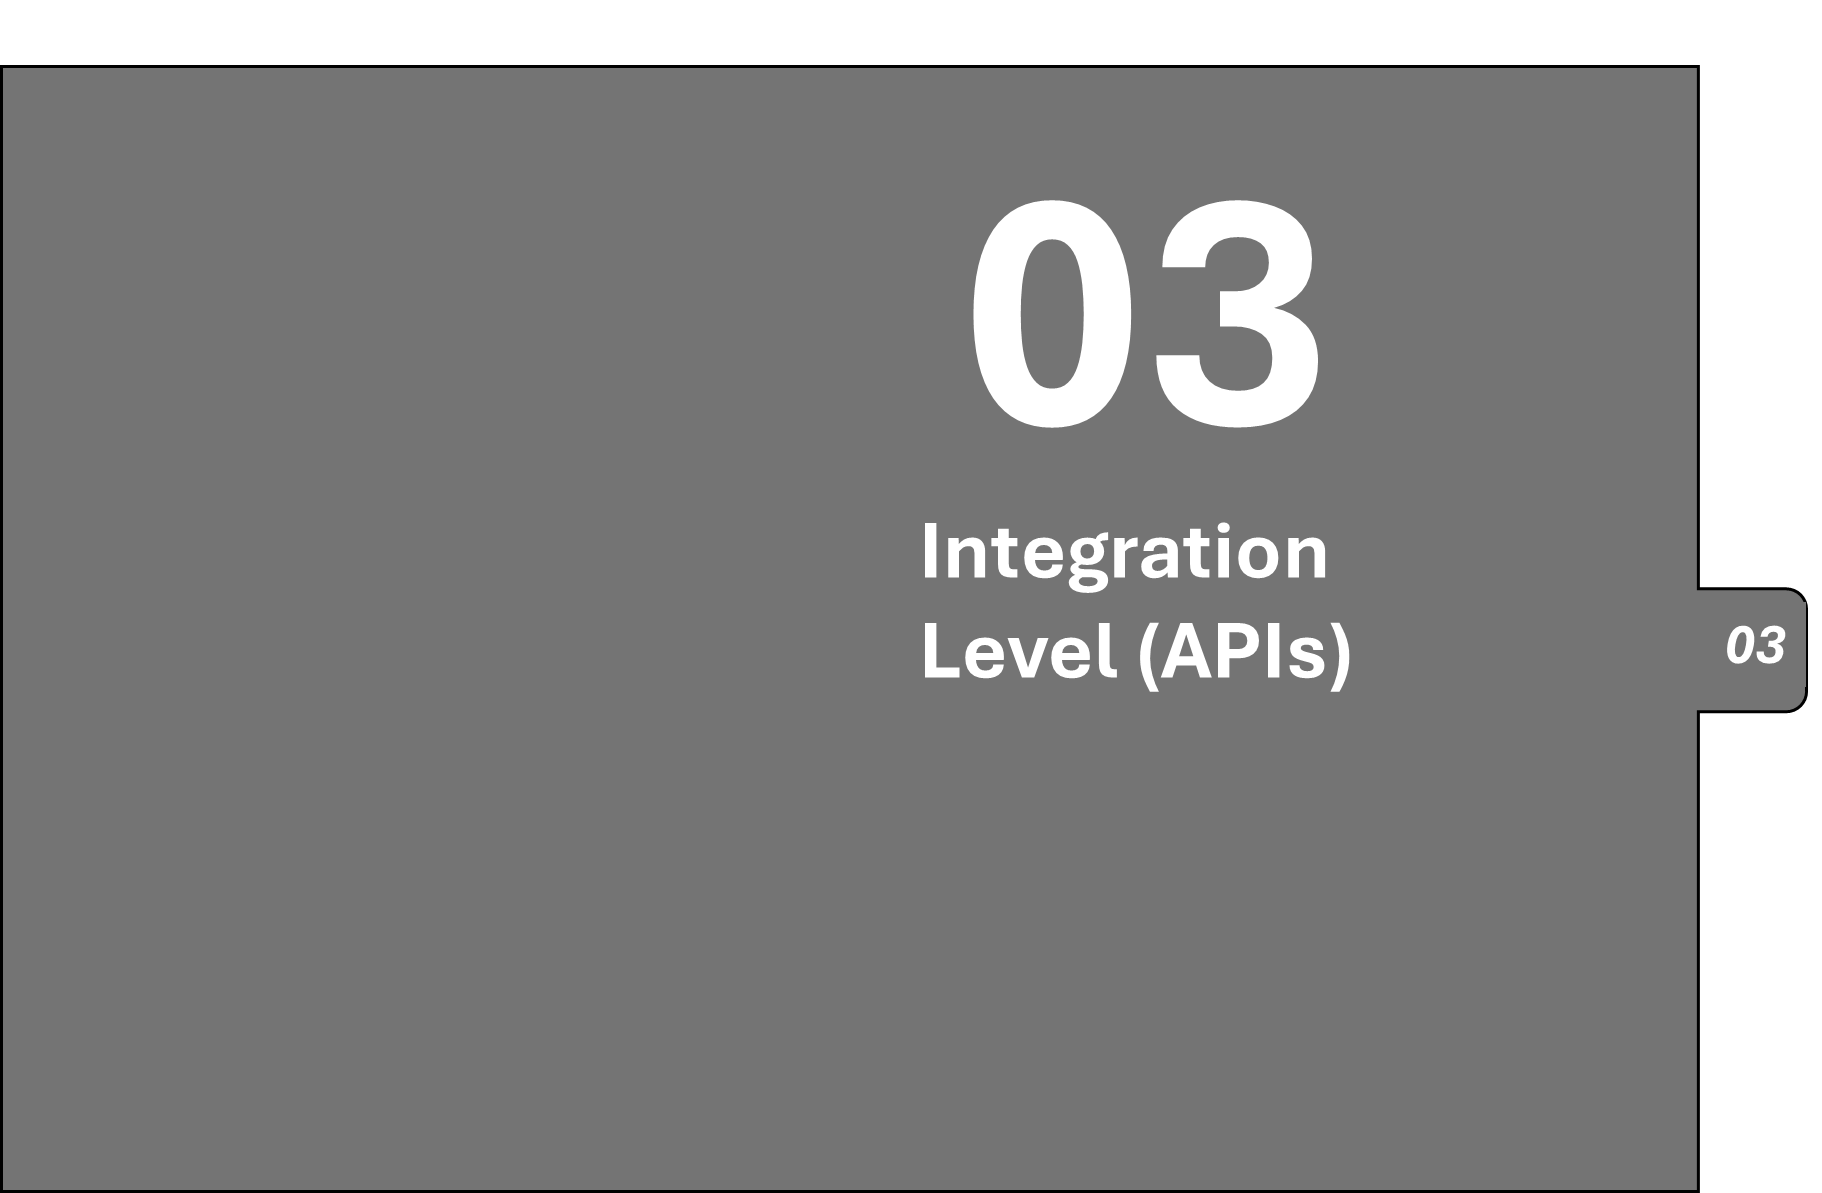 03
Integration
Level (APIs)
03